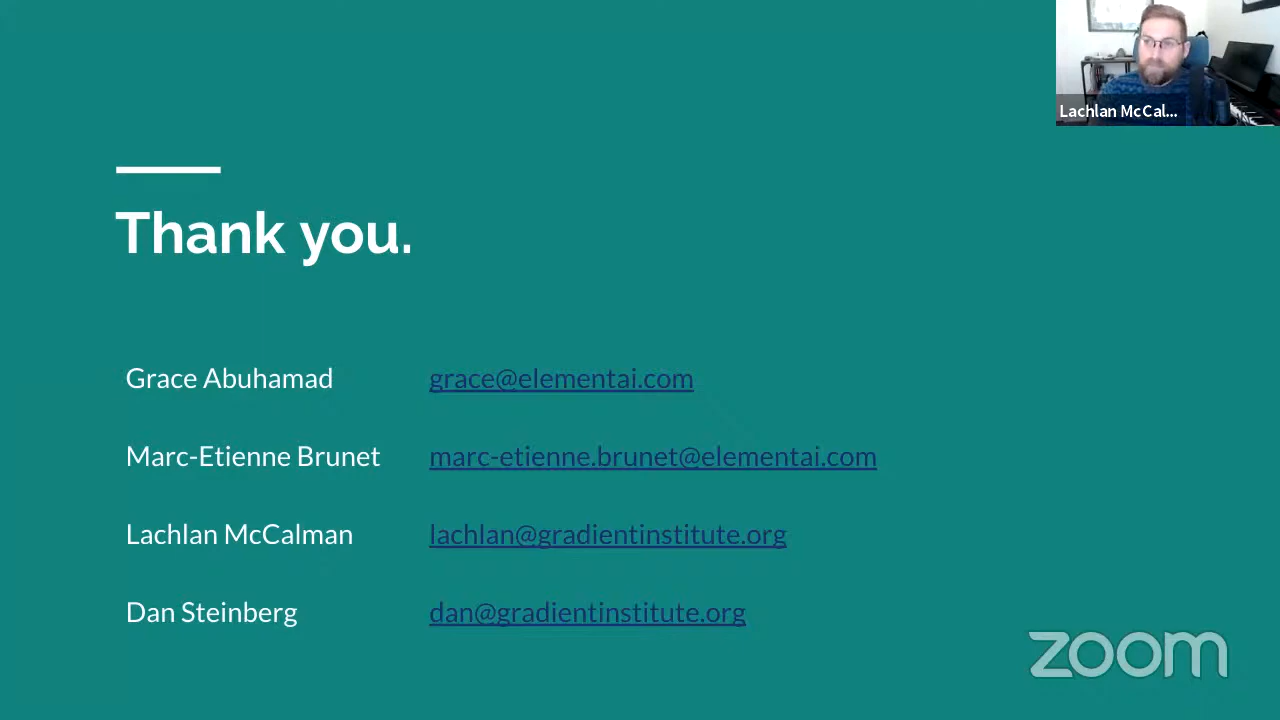 Lachlan McCal...
Thank you.
Grace Abuhamad grace@elementai.com
Marc-Etienne Brunet marc-etienne.brunet@elementai.com
Lachlan McCalman lachlan@gradientinstitute.org
Dan Steinberg dan@gradientinstitute.org
zoom